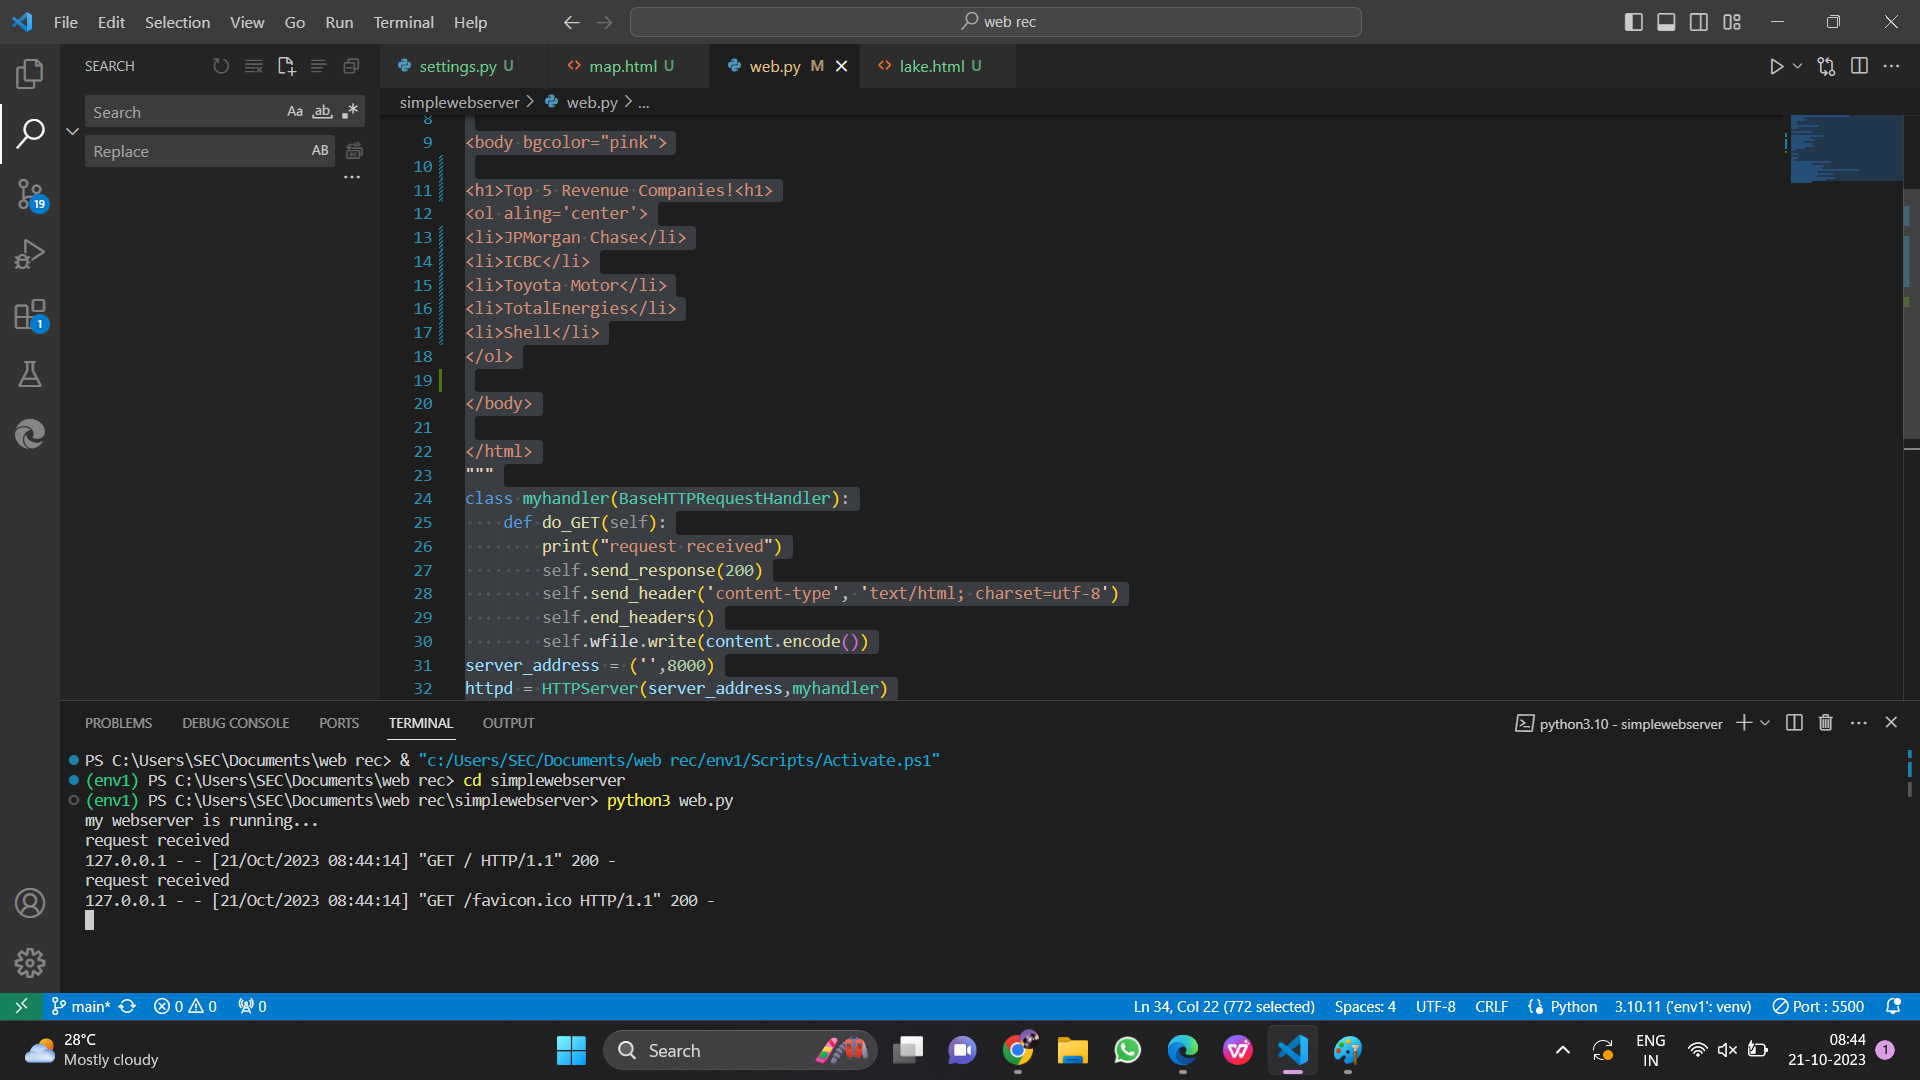 File Edit Selection View Go Run Terminal Help
web rec
SEARCH
settings.py U
map.html U
web.py M
lake.html U
Search
Aa ab
simplewebserver > web.py > ...
Replace
AB
8
9 <body bgcolor="pink">
10
11 <h1>Top 5 Revenue Companies!<h1>
12 <ol aling='center'>
13 <li>JPMorgan Chase</li>
14 <li>ICBC</li>
15 <li>Toyota Motor</li>
16 <li>TotalEnergies</li>
17 <li>Shell</li>
18 </ol>
19
20 </body>
21
22 </html>
23 """
24 class myhandler(BaseHTTPRequestHandler):
25 def do_GET(self):
26 print("request received")
27 self.send_response(200)
28 self.send_header('content-type', 'text/html; charset=utf-8')
29 self.end_headers()
30 self.wfile.write(content.encode())
31 server_address = ('',8000)
32 httpd = HTTPServer(server_address,myhandler)
19
1
PROBLEMS DEBUG CONSOLE PORTS TERMINAL OUTPUT
python3.10 - simplewebserver
PS C:\Users\SEC\Documents\web rec> & "c:/Users/SEC/Documents/web rec/env1/Scripts/Activate.ps1"
(env1) PS C:\Users\SEC\Documents\web rec> cd simplewebserver
(env1) PS C:\Users\SEC\Documents\web rec\simplewebserver> python3 web.py
my webserver is running...
request received
127.0.0.1 - - [21/Oct/2023 08:44:14] "GET / HTTP/1.1" 200 -
request received
127.0.0.1 - - [21/Oct/2023 08:44:14] "GET /favicon.ico HTTP/1.1" 200 -
main* 0 0 0
Ln 34, Col 22 (772 selected) Spaces: 4 UTF-8 CRLF Python 3.10.11 ('env1': venv) Port : 5500
28°C
Mostly cloudy
Search
ENG
IN
08:44
21-10-2023
1